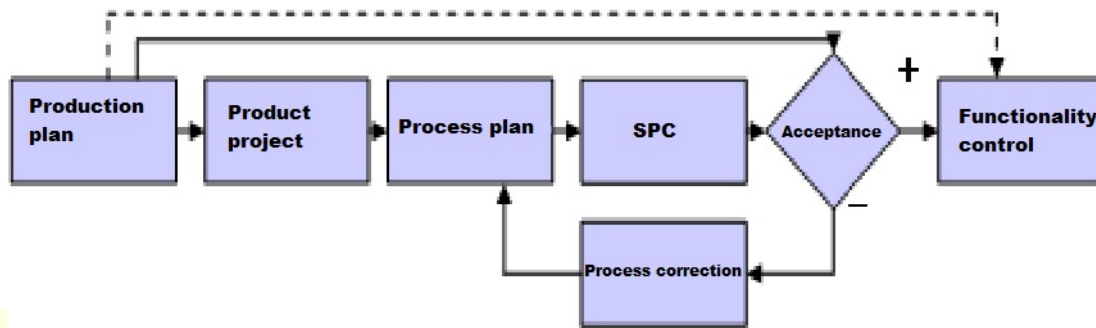 Production
plan
Product
project
Process plan
SPC
Acceptance
+
Functionality
control
–
Process correction